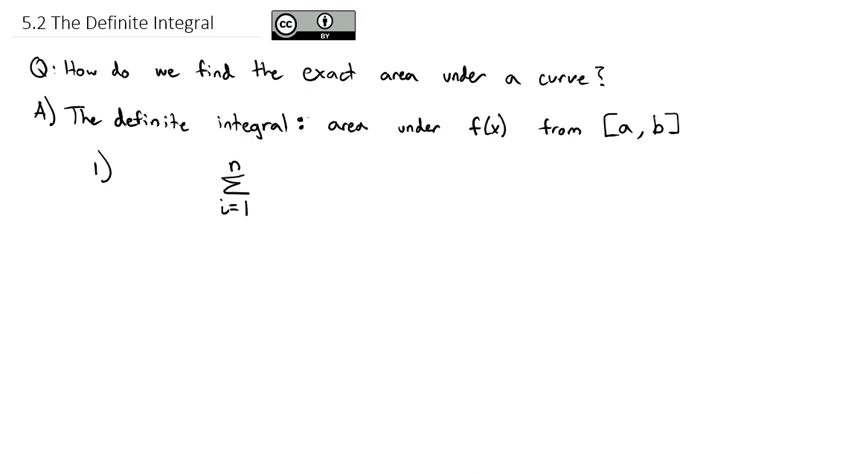 5.2 The Definite Integral
cc BY
Q: How do we find the exact area under a curve?
A) The definite integral: area under f(x) from [a, b]
1) n
Σ
i=1